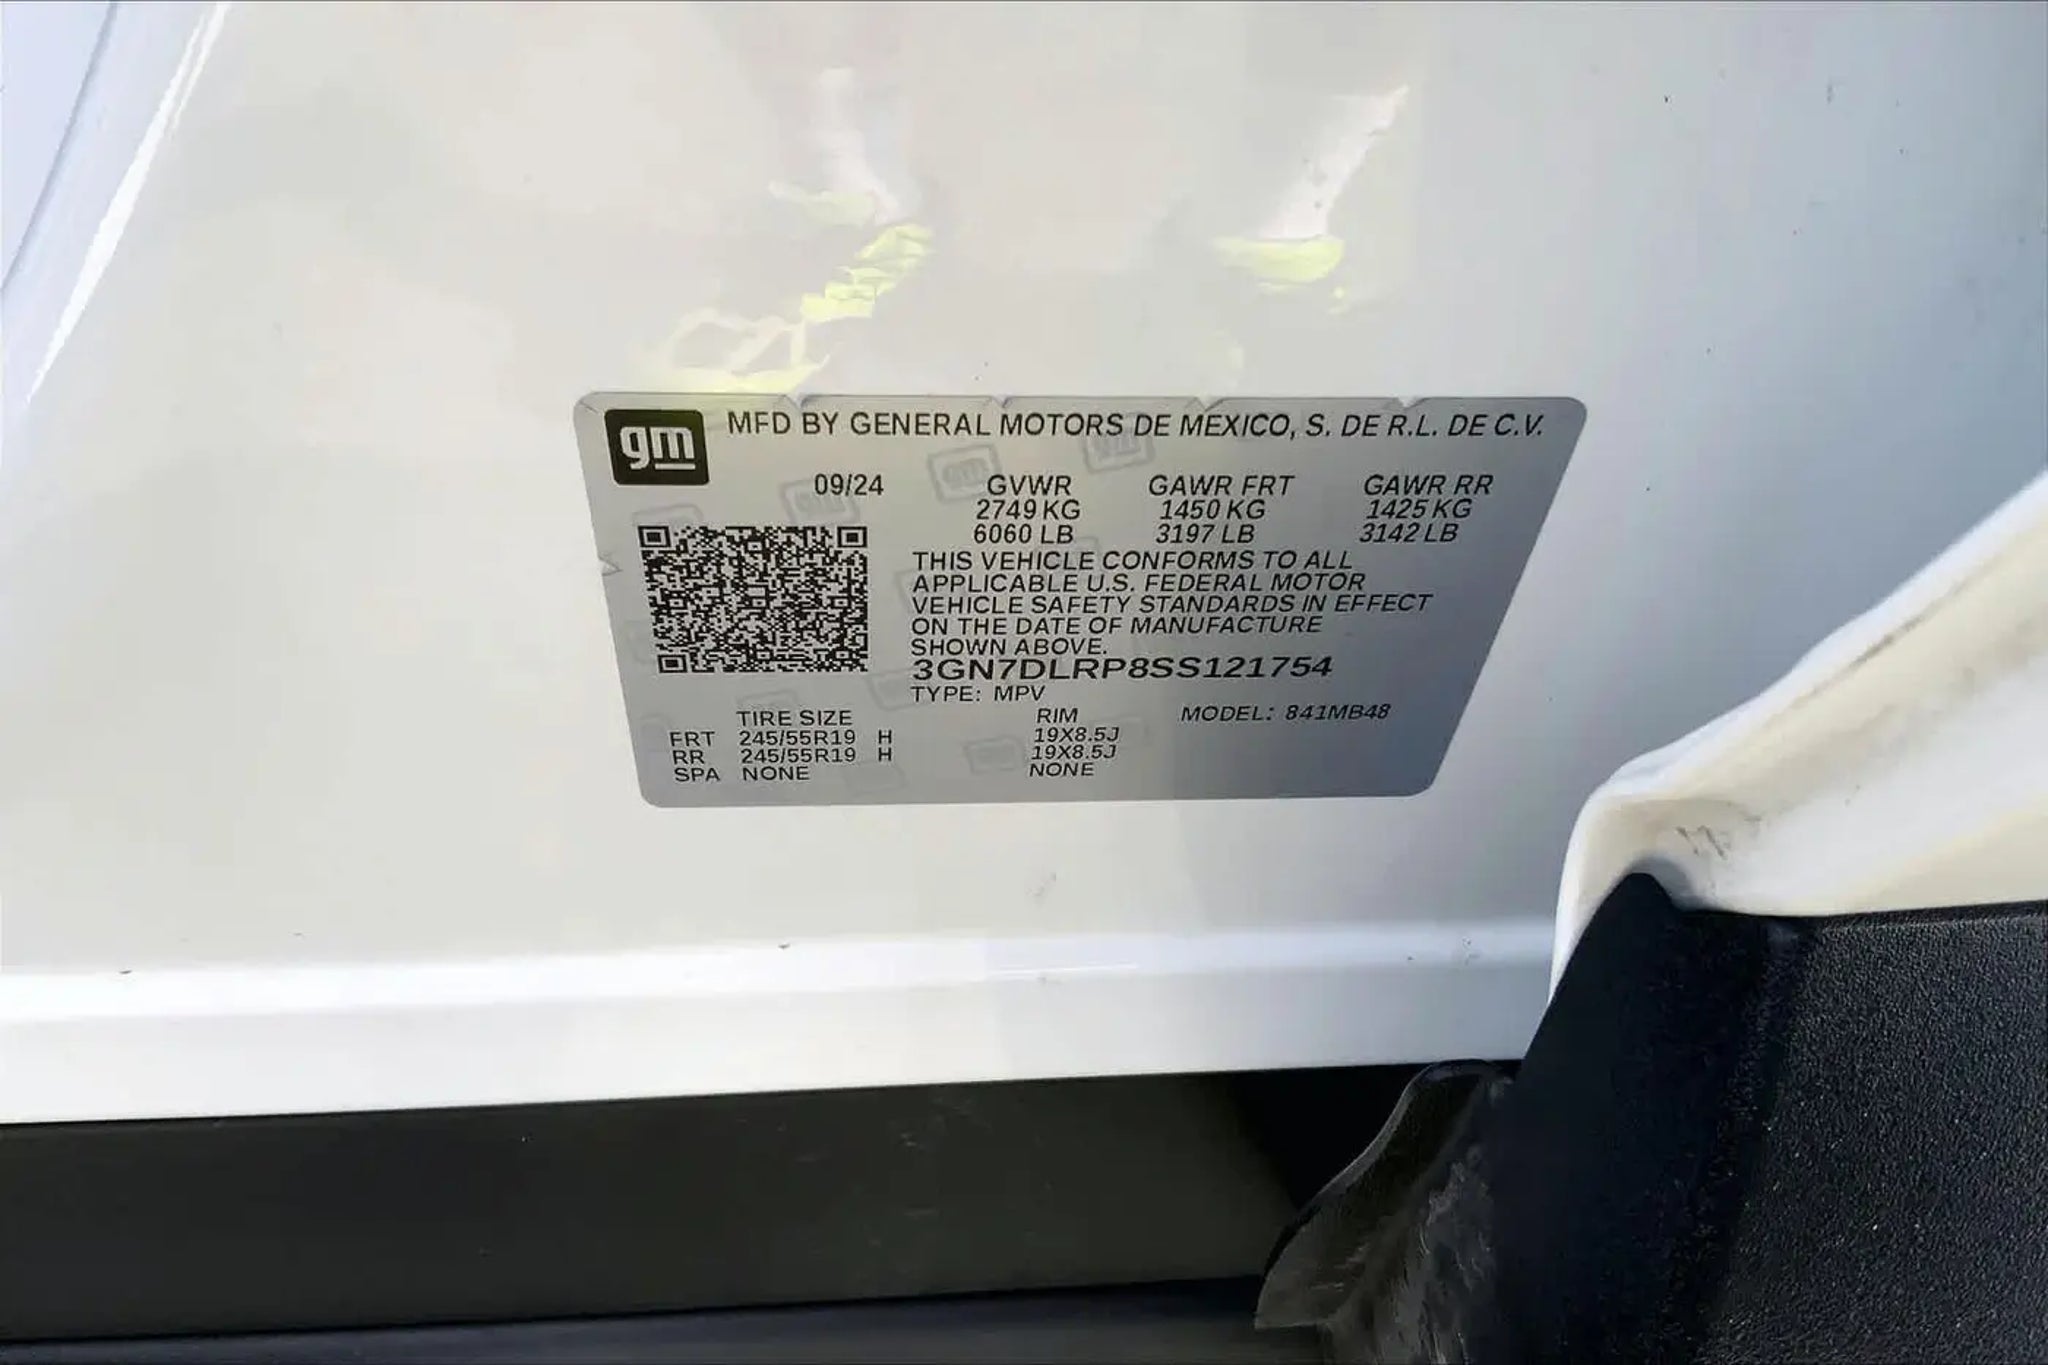 gm MFD BY GENERAL MOTORS DE MEXICO, S. DE R.L. DE C.V.
09/24 GVWR GAWR FRT GAWR RR
2749 KG 1450 KG 1425 KG
6060 LB 3197 LB 3142 LB
THIS VEHICLE CONFORMS TO ALL
APPLICABLE U.S. FEDERAL MOTOR
VEHICLE SAFETY STANDARDS IN EFFECT
ON THE DATE OF MANUFACTURE
SHOWN ABOVE.
3GN7DLRP8SS121754
TYPE: MPV
TIRE SIZE RIM MODEL: 841MB48
FRT 245/55R19 H 19X8.5J
RR 245/55R19 H 19X8.5J
SPA NONE NONE